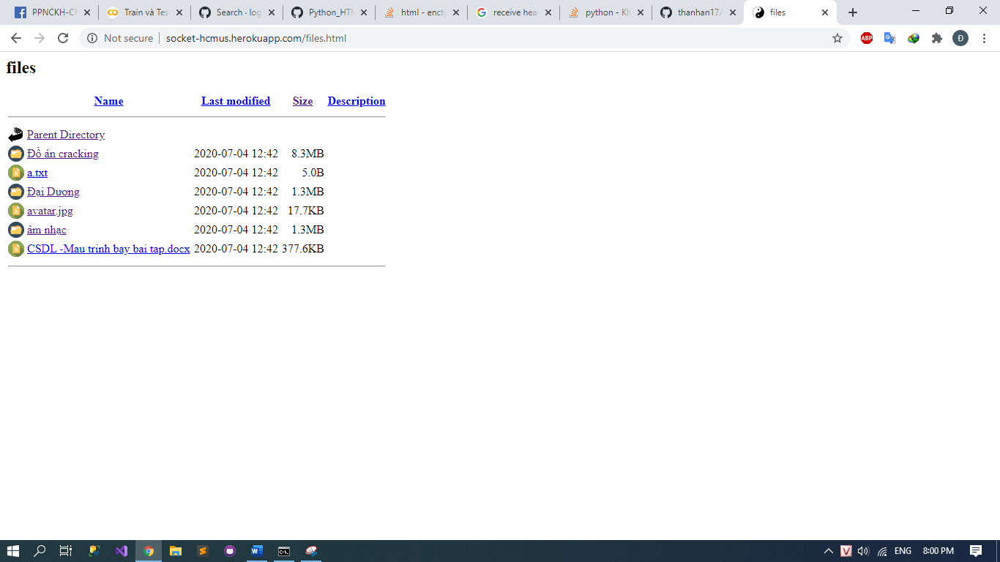 PPNCKH-Cl
Train và Tes
Search · log
Python_HTM
html - encty
receive hea
python - Kh
thanhan17/
files
Not secure
socket-hcmus.herokuapp.com/files.html
ABP
Đ
files
Name Last modified Size Description
Parent Directory
Đồ án cracking 2020-07-04 12:42 8.3MB
a.txt 2020-07-04 12:42 5.0B
Đại Dương 2020-07-04 12:42 1.3MB
avatar.jpg 2020-07-04 12:42 17.7KB
âm nhạc 2020-07-04 12:42 1.3MB
CSDL -Mau trinh bay bai tap.docx 2020-07-04 12:42 377.6KB
ENG 8:00 PM